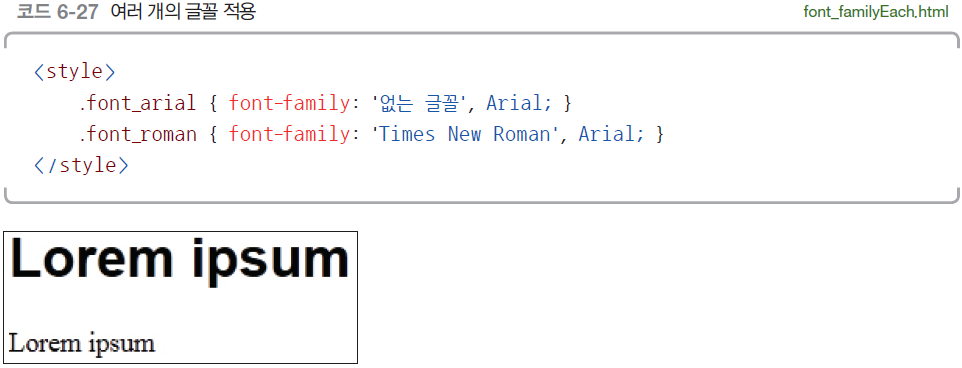 코드 6-27 여러 개의 글꼴 적용 font_familyEach.html
<style>
.font_arial { font-family: '없는 글꼴', Arial; }
.font_roman { font-family: 'Times New Roman', Arial; }
</style>
Lorem ipsum
Lorem ipsum